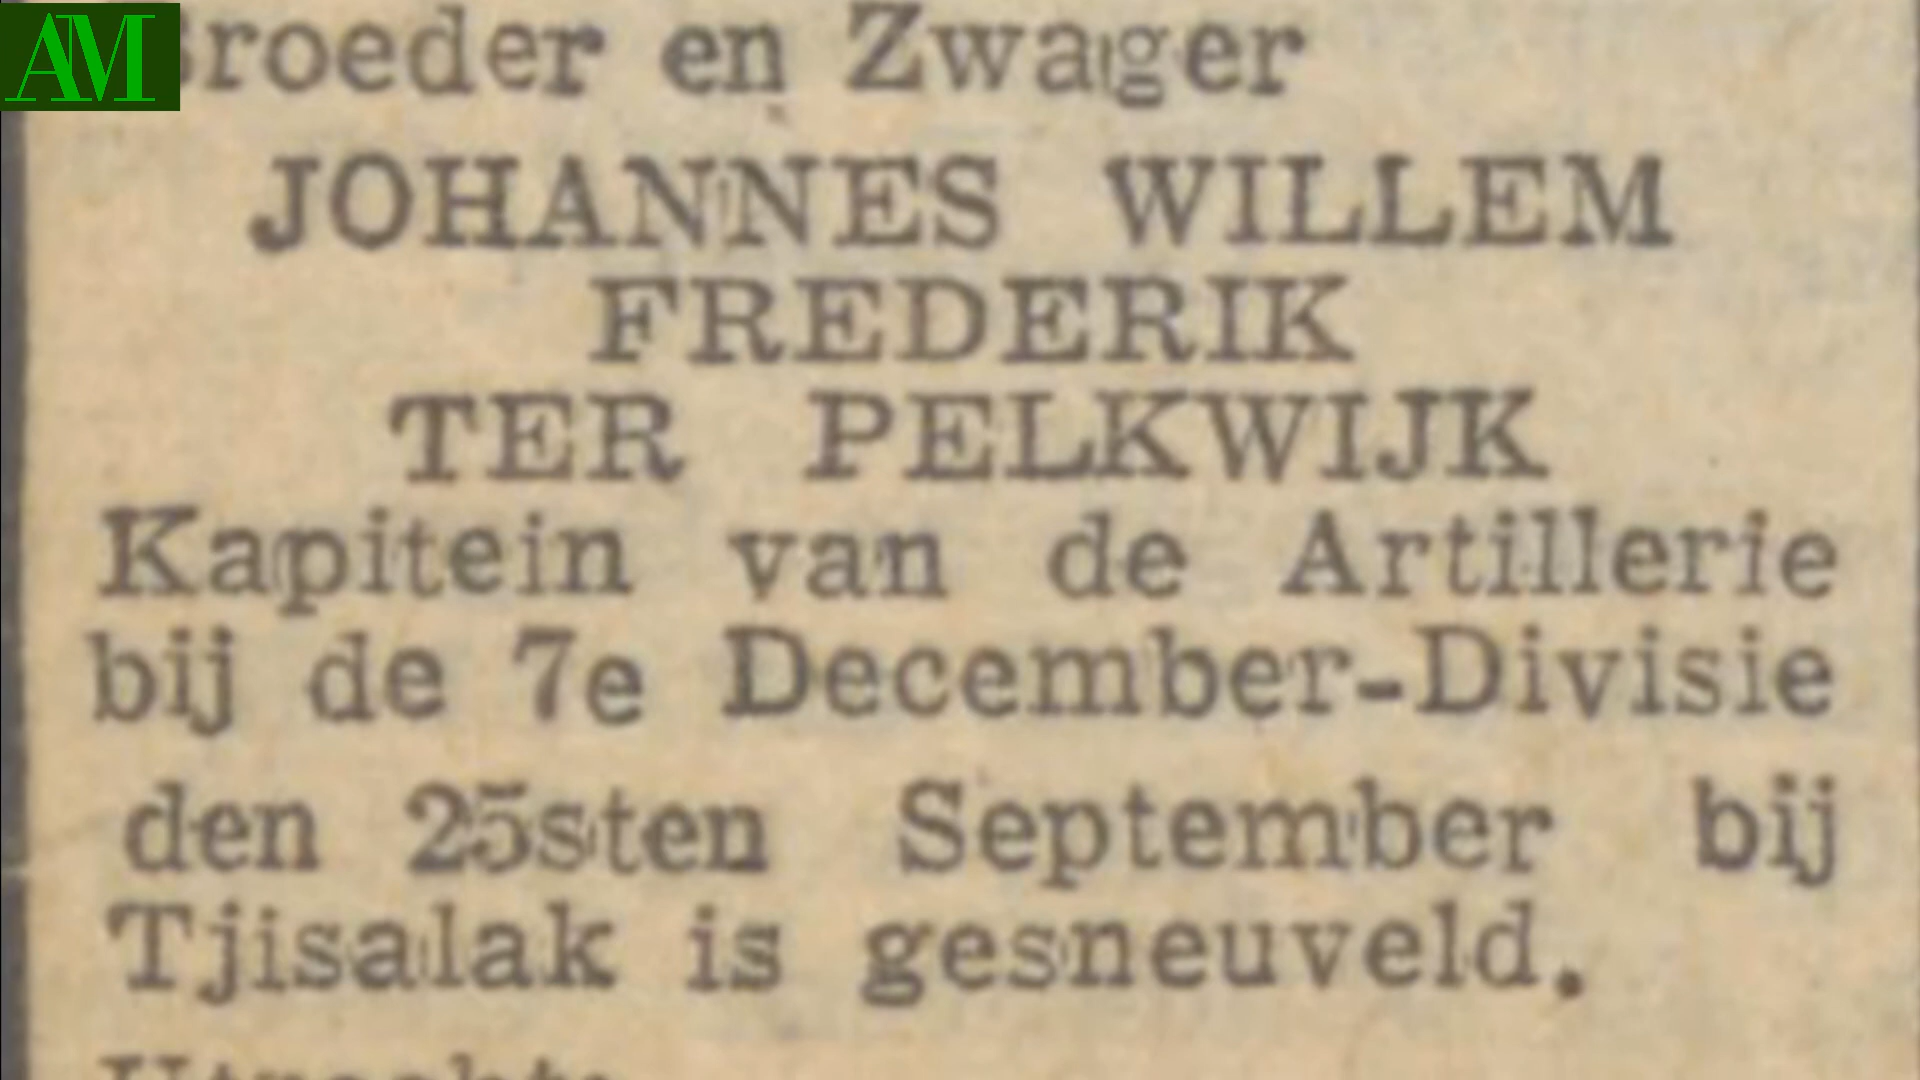 AM
Broeder en Zwager
JOHANNES WILLEM
FREDERIK
TER PELKWIJK
Kapitein van de Artillerie
bij de 7e December-Divisie
den 25sten September bij
Tjisalak is gesneuveld.